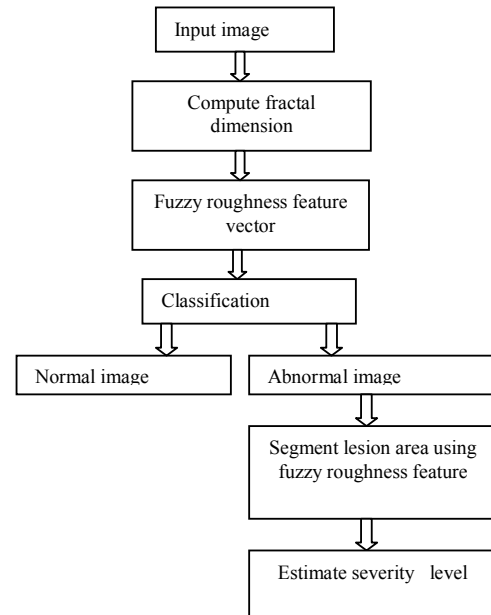 Input image
Compute fractal
dimension
Fuzzy roughness feature
vector
Classification
Normal image
Abnormal image
Segment lesion area using
fuzzy roughness feature
Estimate severity level